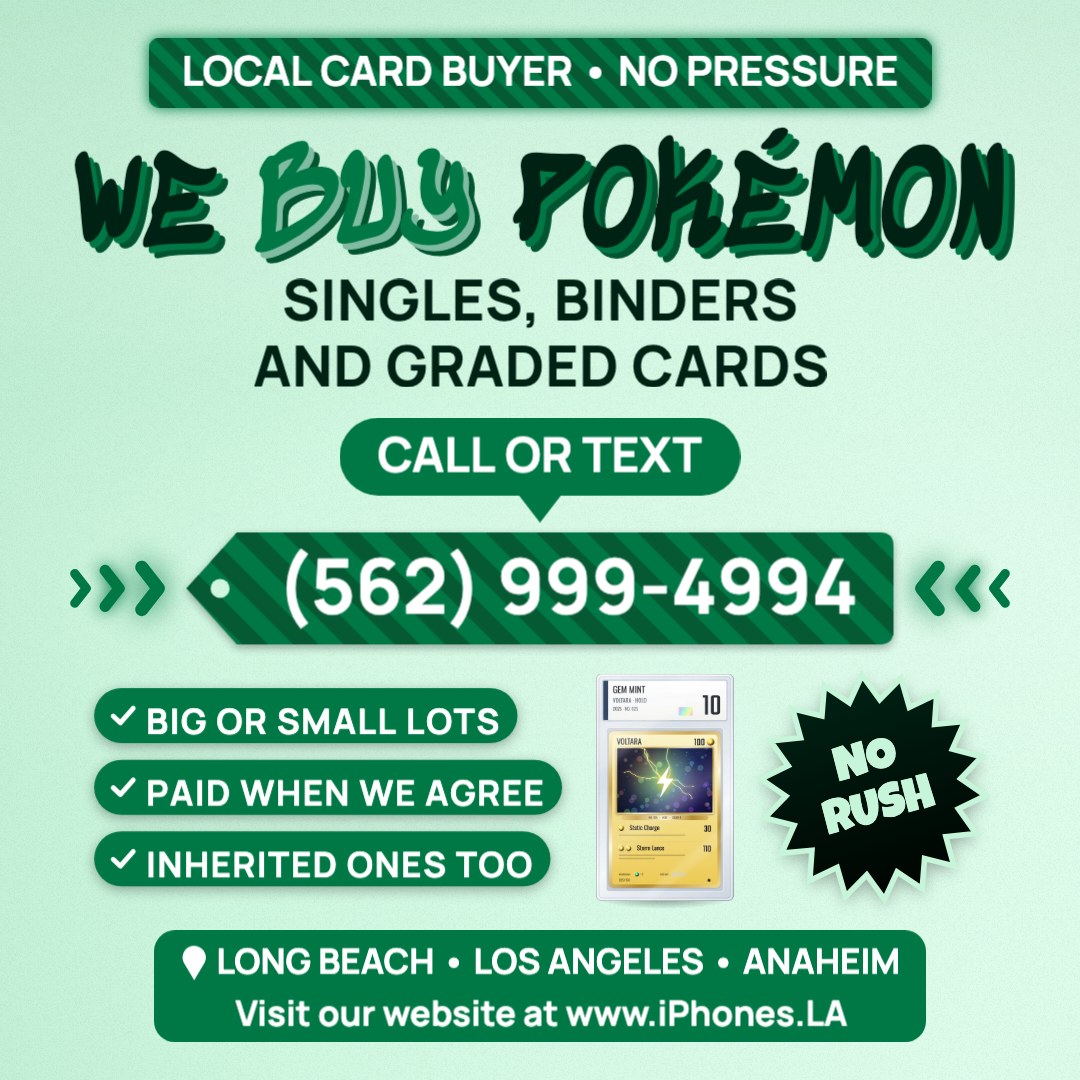 LOCAL CARD BUYER • NO PRESSURE
WE BUY POKÉMON
SINGLES, BINDERS
AND GRADED CARDS
CALL OR TEXT
(562) 999-4994
BIG OR SMALL LOTS
PAID WHEN WE AGREE
INHERITED ONES TOO
GEM MINT
VOLTARA · HOLO
10
VOLTARA 100
Static Charge 30
110
NO
RUSH
LONG BEACH • LOS ANGELES • ANAHEIM
Visit our website at www.iPhones.LA